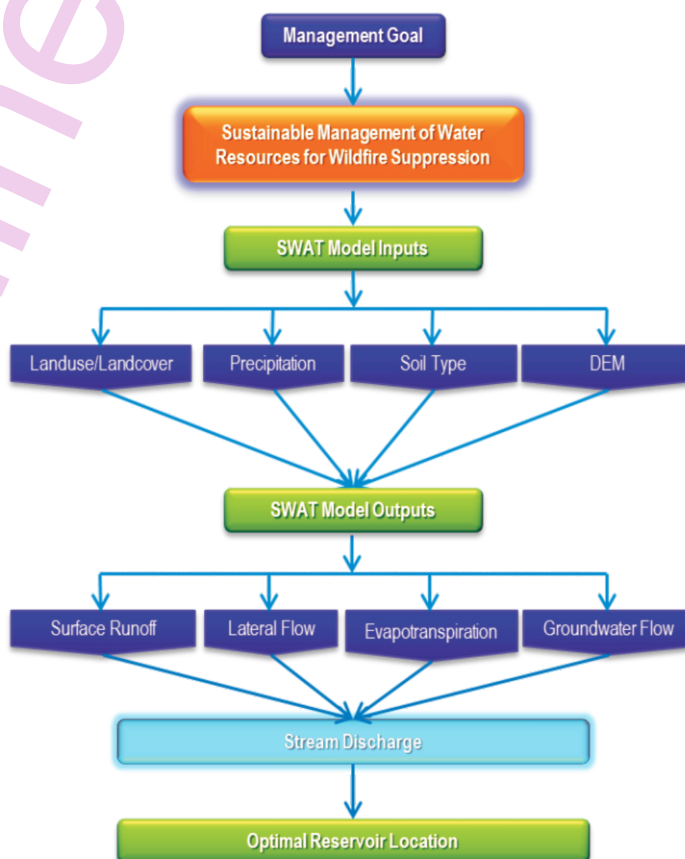 Management Goal
Sustainable Management of Water
Resources for Wildfire Suppression
SWAT Model Inputs
Landuse/Landcover
Precipitation
Soil Type
DEM
SWAT Model Outputs
Surface Runoff
Lateral Flow
Evapotranspiration
Groundwater Flow
Stream Discharge
Optimal Reservoir Location